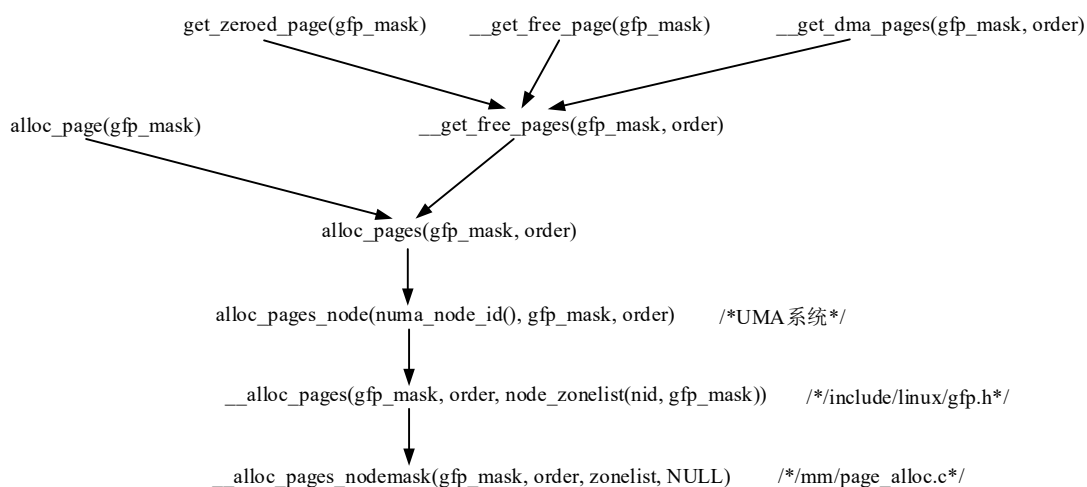 get_zeroed_page(gfp_mask) __get_free_page(gfp_mask) __get_dma_pages(gfp_mask, order)
alloc_page(gfp_mask) __get_free_pages(gfp_mask, order)
alloc_pages(gfp_mask, order)
alloc_pages_node(numa_node_id(), gfp_mask, order) /*UMA系统*/
__alloc_pages(gfp_mask, order, node_zonelist(nid, gfp_mask)) /*/include/linux/gfp.h*/
__alloc_pages_nodemask(gfp_mask, order, zonelist, NULL) /*/mm/page_alloc.c*/